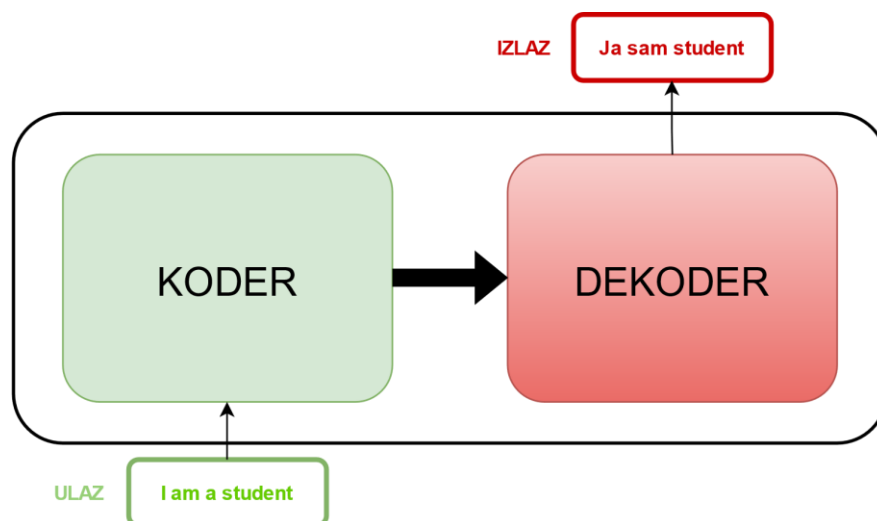 IZLAZ
Ja sam student
KODER
DEKODER
ULAZ
I am a student